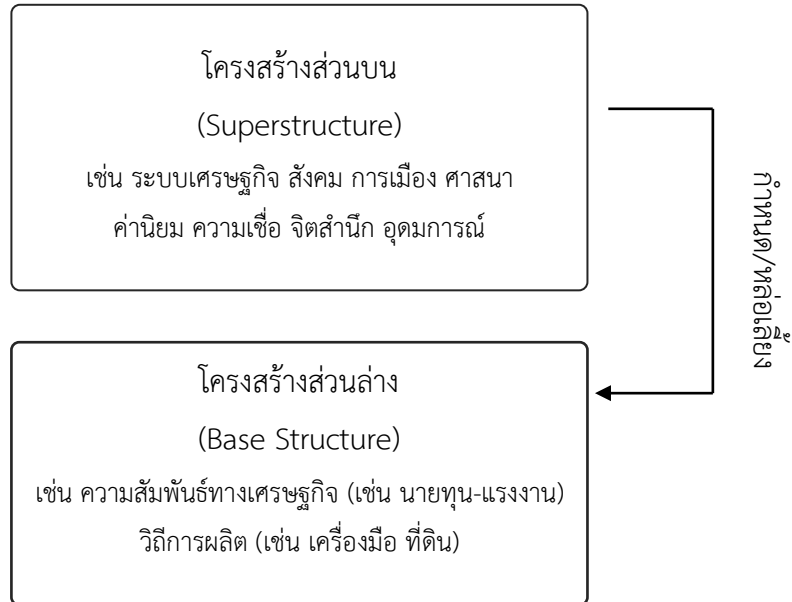 โครงสร้างส่วนบน
(Superstructure)
เช่น ระบบเศรษฐกิจ สังคม การเมือง ศาสนา
ค่านิยม ความเชื่อ จิตสำนึก อุดมการณ์
กำหนด/หล่อเลี้ยง
โครงสร้างส่วนล่าง
(Base Structure)
เช่น ความสัมพันธ์ทางเศรษฐกิจ (เช่น นายทุน-แรงงาน)
วิถีการผลิต (เช่น เครื่องมือ ที่ดิน)